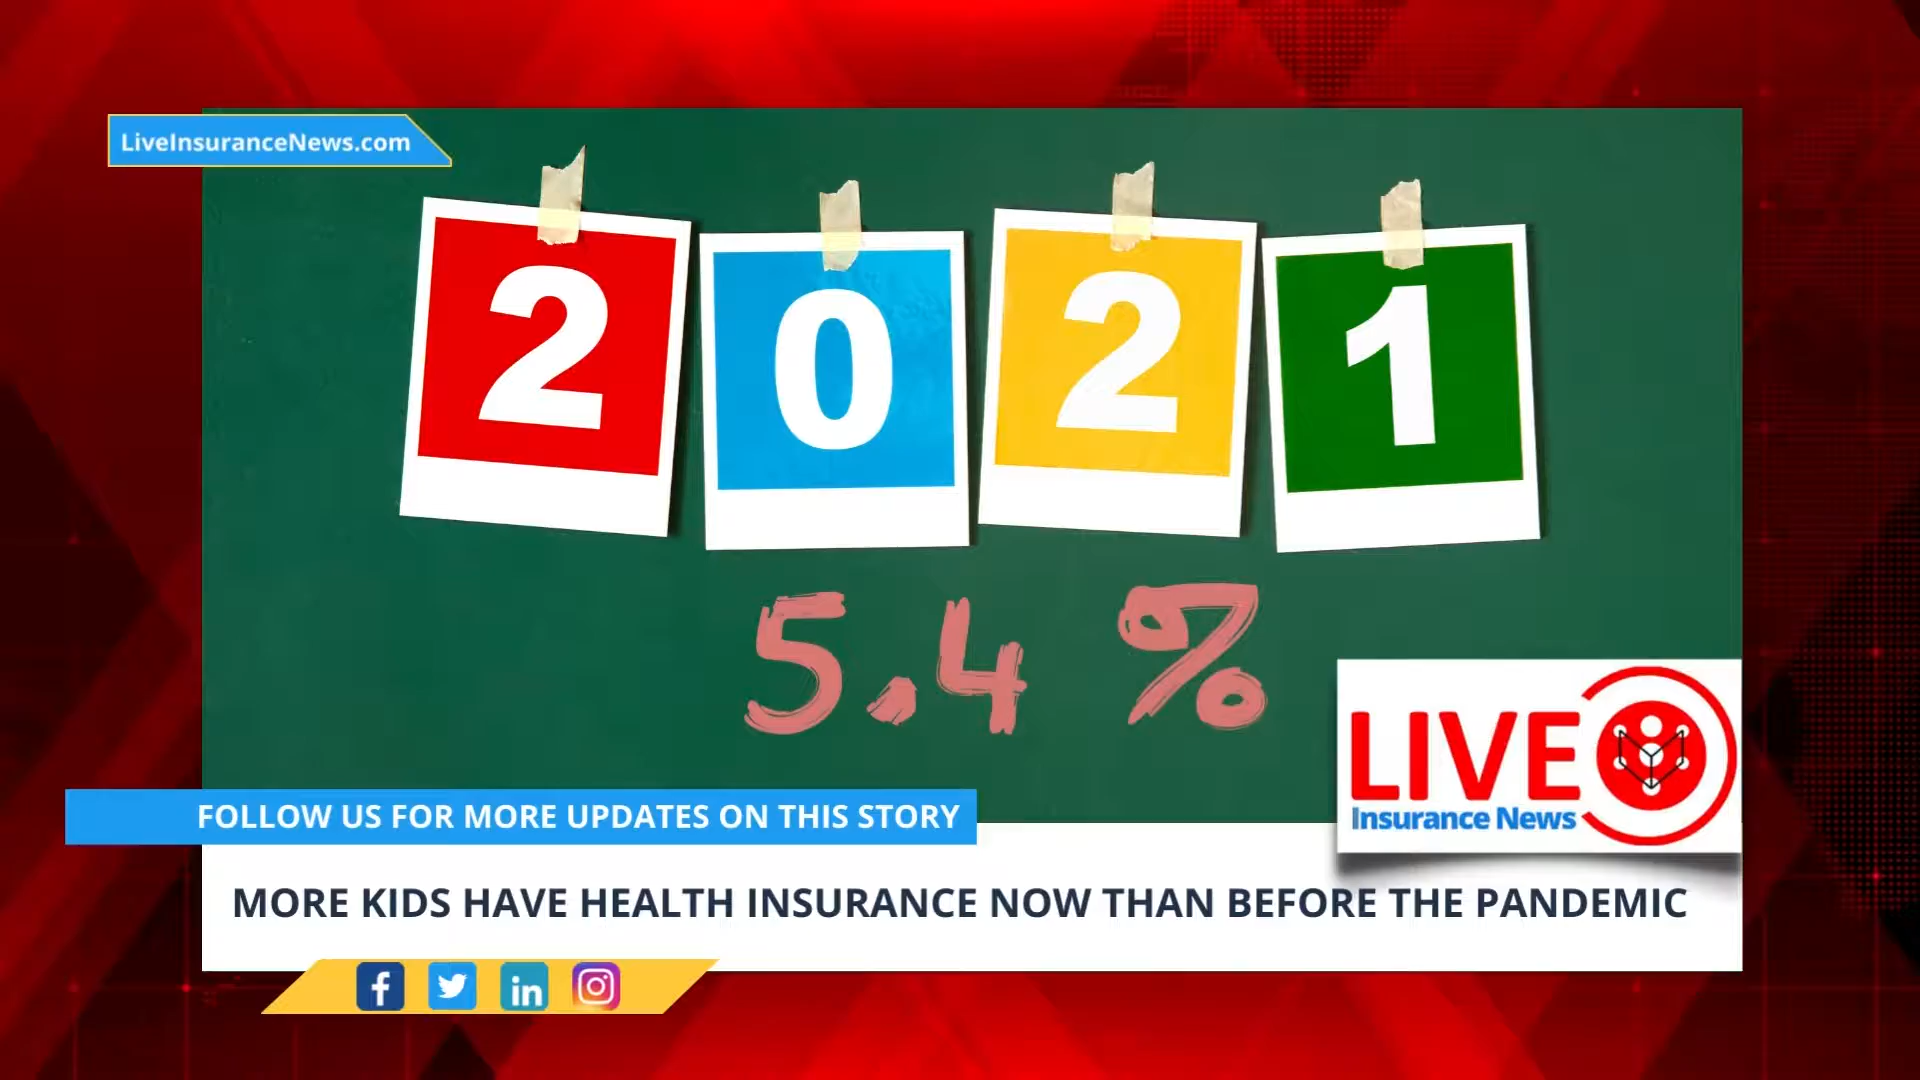 LiveInsuranceNews.com
2021
5.4 %
LIVE
Insurance News
FOLLOW US FOR MORE UPDATES ON THIS STORY
MORE KIDS HAVE HEALTH INSURANCE NOW THAN BEFORE THE PANDEMIC